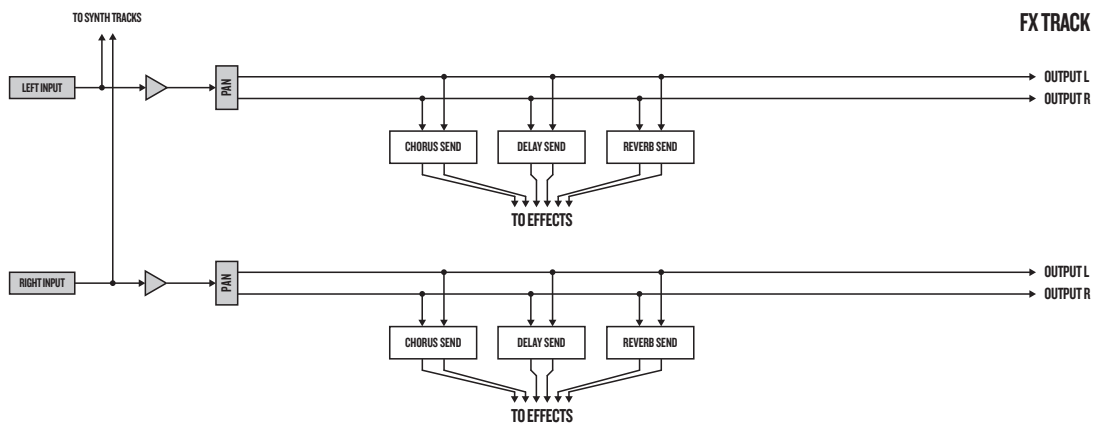 TO SYNTH TRACKS
FX TRACK
LEFT INPUT
PAN
OUTPUT L
OUTPUT R
CHORUS SEND
DELAY SEND
REVERB SEND
TO EFFECTS
RIGHT INPUT
PAN
OUTPUT L
OUTPUT R
CHORUS SEND
DELAY SEND
REVERB SEND
TO EFFECTS